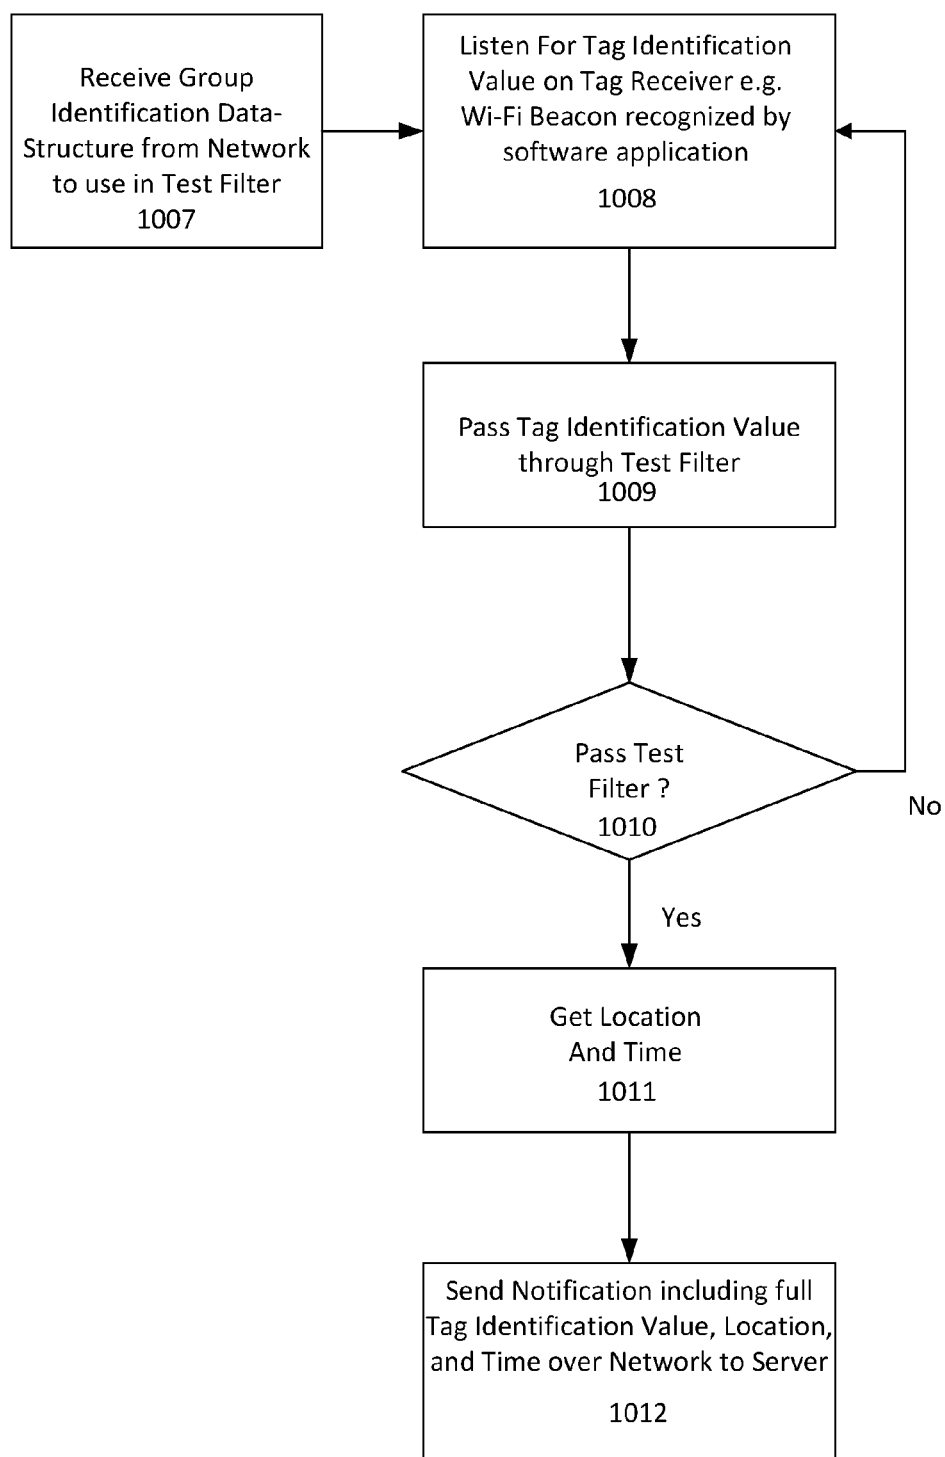 Receive Group
Identification Data-
Structure from Network
to use in Test Filter
1007
Listen For Tag Identification
Value on Tag Receiver e.g.
Wi-Fi Beacon recognized by
software application
1008
Pass Tag Identification Value
through Test Filter
1009
Pass Test
Filter ?
1010
No
Yes
Get Location
And Time
1011
Send Notification including full
Tag Identification Value, Location,
and Time over Network to Server
1012